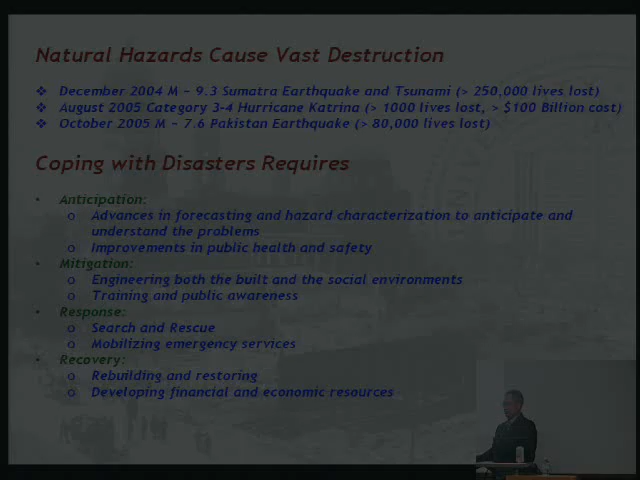 Natural Hazards Cause Vast Destruction
❖ December 2004 M ~ 9.3 Sumatra Earthquake and Tsunami (> 250,000 lives lost)
❖ August 2005 Category 3-4 Hurricane Katrina (> 1000 lives lost, > $100 Billion cost)
❖ October 2005 M ~ 7.6 Pakistan Earthquake (> 80,000 lives lost)
Coping with Disasters Requires
• Anticipation:
o Advances in forecasting and hazard characterization to anticipate and
understand the problems
o Improvements in public health and safety
• Mitigation:
o Engineering both the built and the social environments
o Training and public awareness
• Response:
o Search and Rescue
o Mobilizing emergency services
• Recovery:
o Rebuilding and restoring
o Developing financial and economic resources